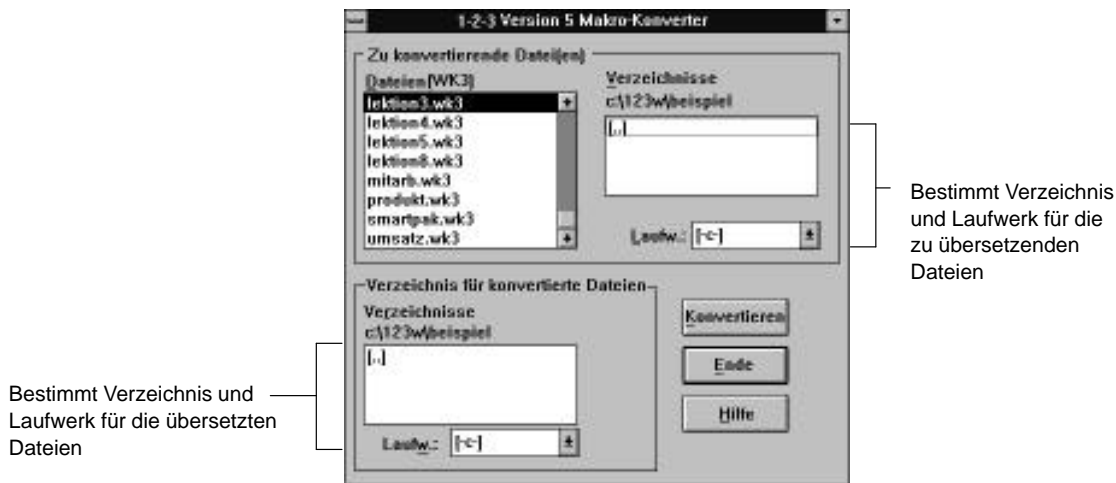 1-2-3 Version 5 Makro-Konverter
Zu konvertierende Datei(en)
Dateien(WK3)
lektion3.wk3
lektion4.wk3
lektion5.wk3
lektion8.wk3
mitarb.wk3
produkt.wk3
smartpak.wk3
umsatz.wk3
Verzeichnisse
c:\123w\beispiel
[..]
Laufw.: [-c-]
Bestimmt Verzeichnis
und Laufwerk für die
zu übersetzenden
Dateien
Verzeichnis für konvertierte Dateien
Verzeichnisse
c:\123w\beispiel
[..]
Laufw.: [-c-]
Konvertieren
Ende
Hilfe
Bestimmt Verzeichnis und
Laufwerk für die übersetzten
Dateien